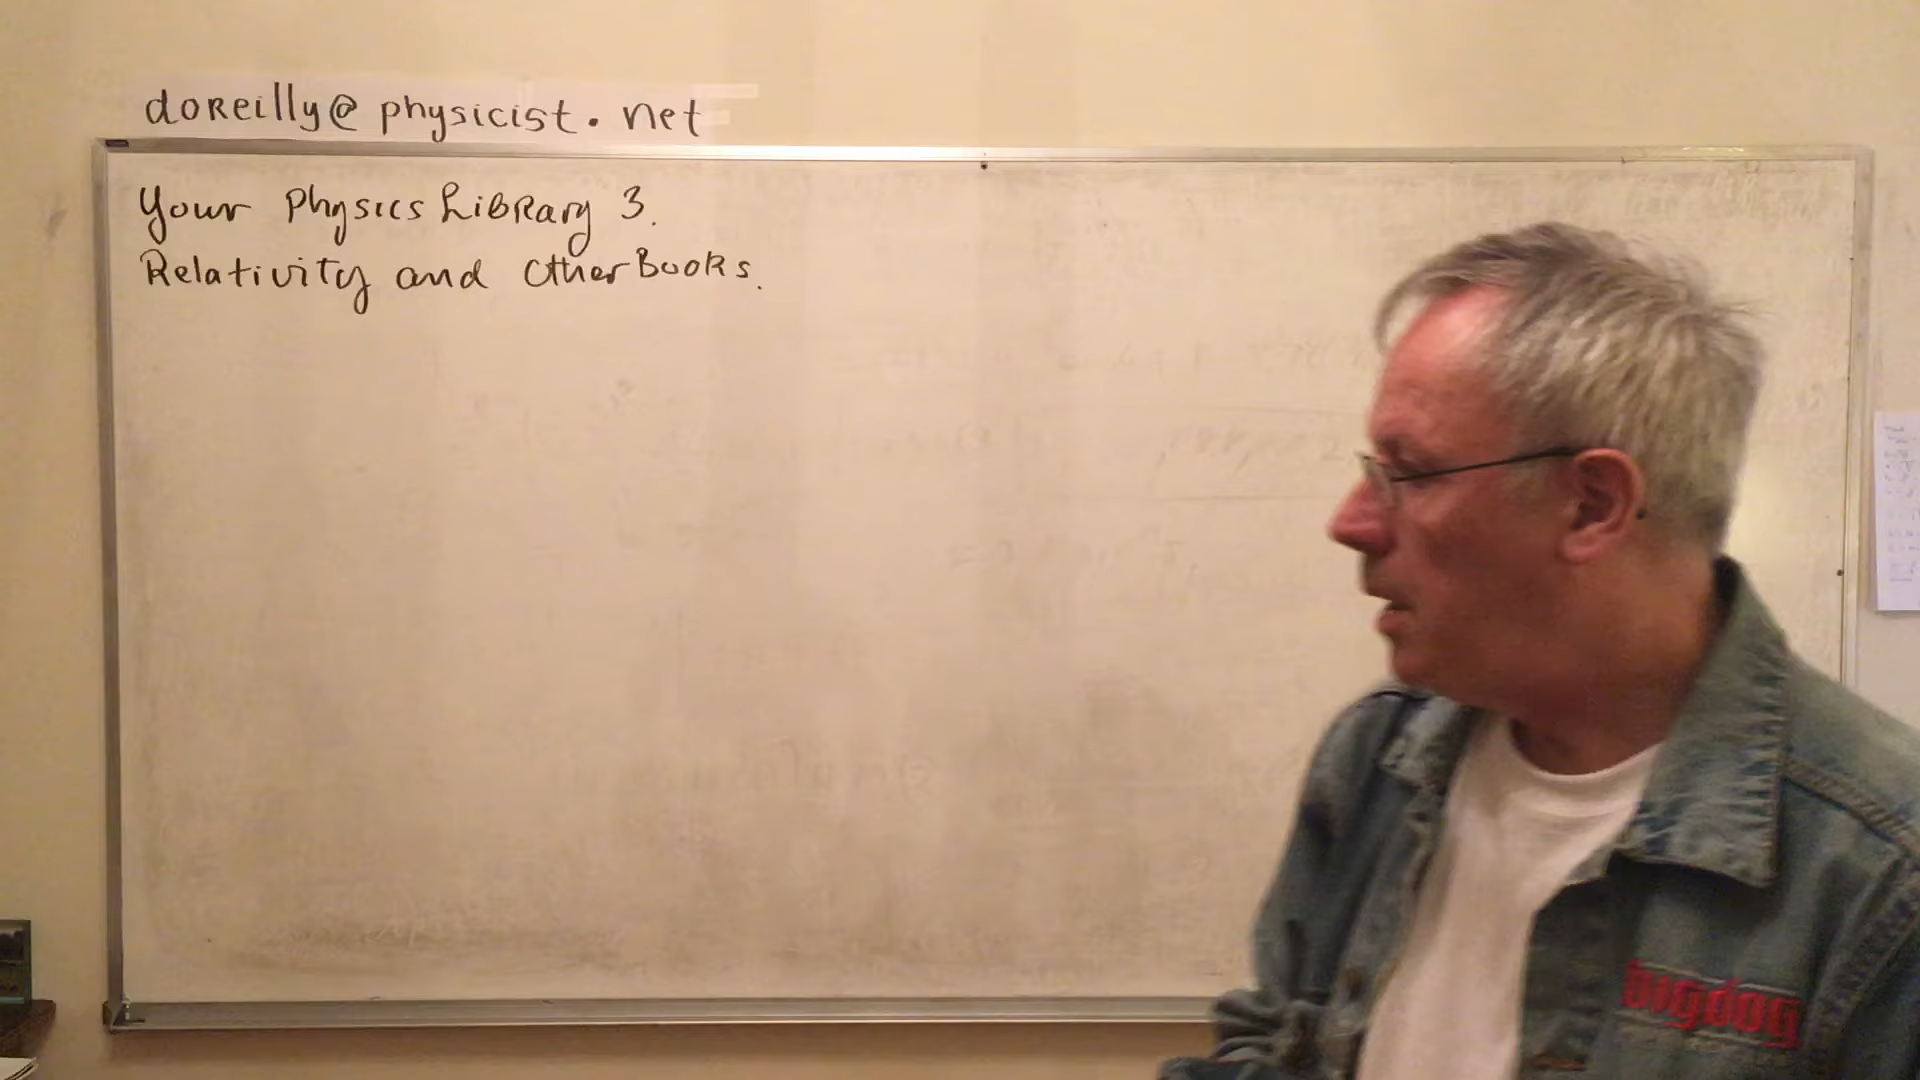 doReilly@physicist.net
Your Physics Library 3.
Relativity and Other Books.
bigdog